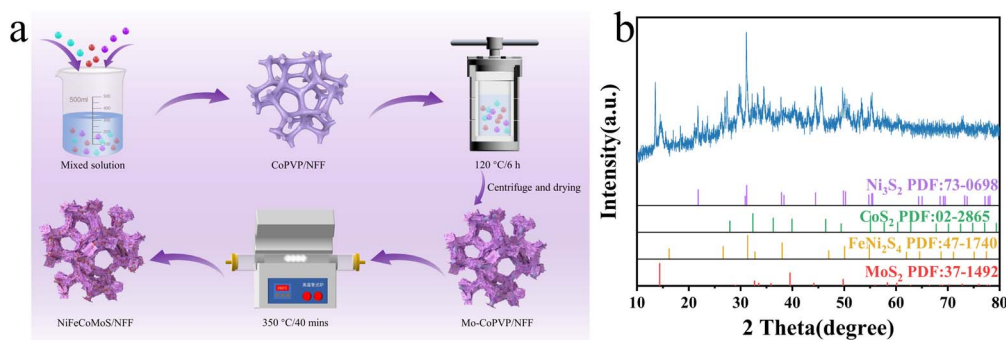 a
500ml
Mixed solution
CoPVP/NFF
120 °C/6 h
Centrifuge and drying
NiFeCoMoS/NFF
350 °C/40 mins
Mo-CoPVP/NFF
b
Intensity(a.u.)
Ni₃S₂ PDF:73-0698
CoS₂ PDF:02-2865
FeNi₂S₄ PDF:47-1740
MoS₂ PDF:37-1492
10 20 30 40 50 60 70 80
2 Theta(degree)